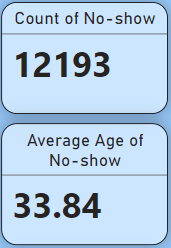 Count of No-show
12193
Average Age of
No-show
33.84